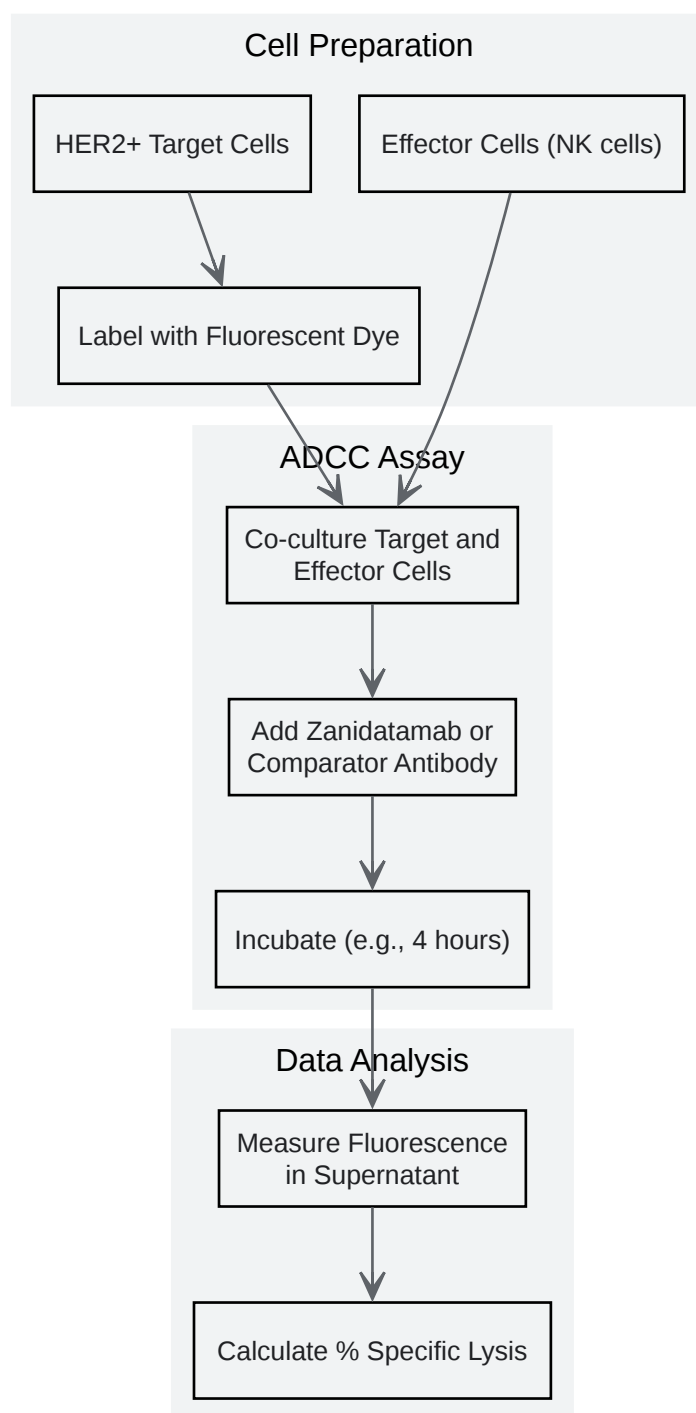 Cell Preparation
HER2+ Target Cells
Effector Cells (NK cells)
Label with Fluorescent Dye
ADCC Assay
Co-culture Target and
Effector Cells
Add Zanidatamab or
Comparator Antibody
Incubate (e.g., 4 hours)
Data Analysis
Measure Fluorescence
in Supernatant
Calculate % Specific Lysis